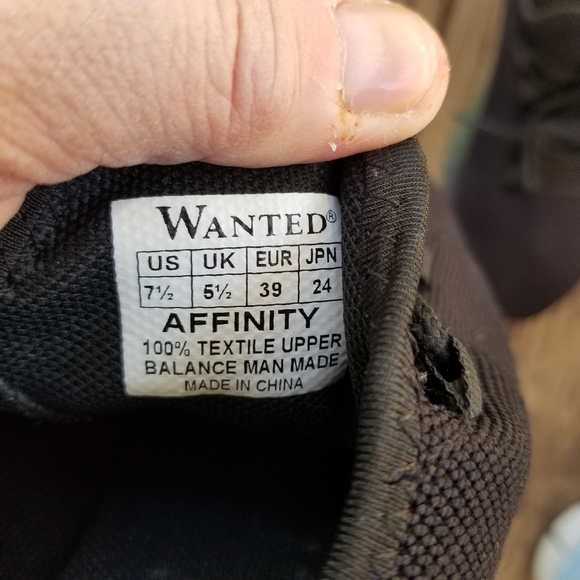 WANTED®
US UK EUR JPN
7½ 5½ 39 24
AFFINITY
100% TEXTILE UPPER
BALANCE MAN MADE
MADE IN CHINA